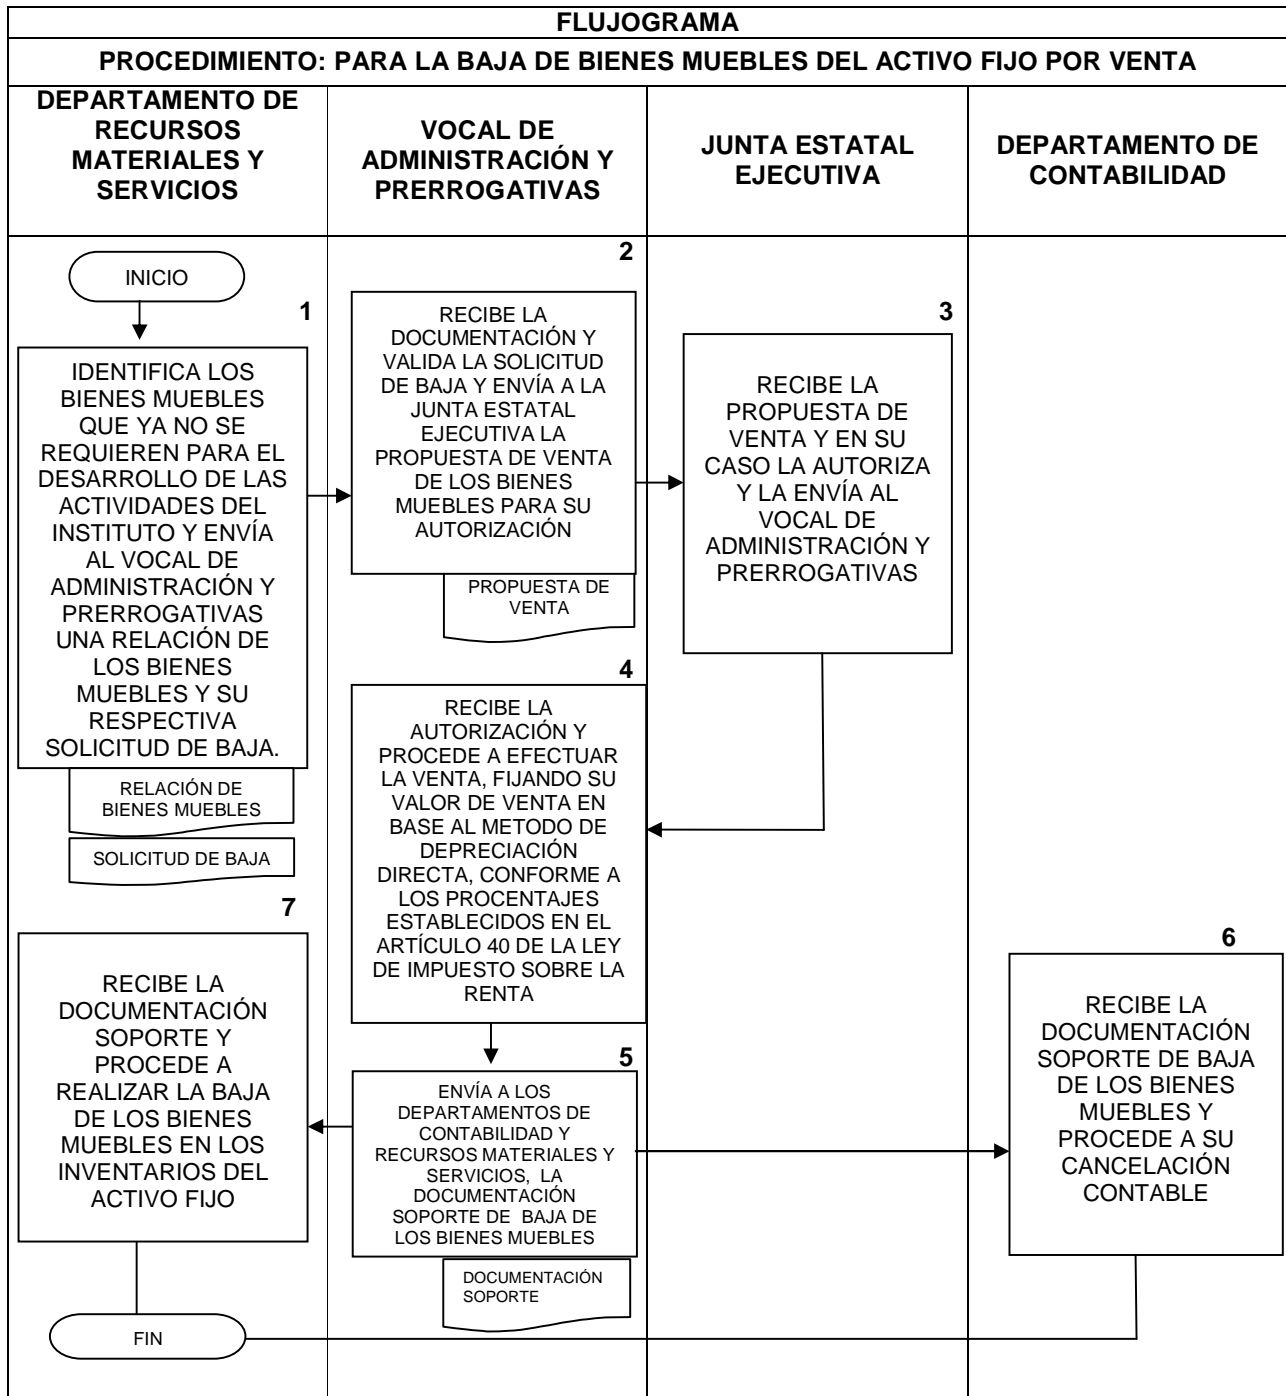 FLUJOGRAMA
PROCEDIMIENTO: PARA LA BAJA DE BIENES MUEBLES DEL ACTIVO FIJO POR VENTA
DEPARTAMENTO DE
RECURSOS
MATERIALES Y
SERVICIOS
VOCAL DE
ADMINISTRACIÓN Y
PRERROGATIVAS
JUNTA ESTATAL
EJECUTIVA
DEPARTAMENTO DE
CONTABILIDAD
INICIO
1
IDENTIFICA LOS
BIENES MUEBLES
QUE YA NO SE
REQUIEREN PARA EL
DESARROLLO DE LAS
ACTIVIDADES DEL
INSTITUTO Y ENVÍA
AL VOCAL DE
ADMINISTRACIÓN Y
PRERROGATIVAS
UNA RELACIÓN DE
LOS BIENES
MUEBLES Y SU
RESPECTIVA
SOLICITUD DE BAJA.
RELACIÓN DE
BIENES MUEBLES
SOLICITUD DE BAJA
2
RECIBE LA
DOCUMENTACIÓN Y
VALIDA LA SOLICITUD
DE BAJA Y ENVÍA A LA
JUNTA ESTATAL
EJECUTIVA LA
PROPUESTA DE VENTA
DE LOS BIENES
MUEBLES PARA SU
AUTORIZACIÓN
PROPUESTA DE
VENTA
3
RECIBE LA
PROPUESTA DE
VENTA Y EN SU
CASO LA AUTORIZA
Y LA ENVÍA AL
VOCAL DE
ADMINISTRACIÓN Y
PRERROGATIVAS
4
RECIBE LA
AUTORIZACIÓN Y
PROCEDE A EFECTUAR
LA VENTA, FIJANDO SU
VALOR DE VENTA EN
BASE AL METODO DE
DEPRECIACIÓN
DIRECTA, CONFORME A
LOS PROCENTAJES
ESTABLECIDOS EN EL
ARTÍCULO 40 DE LA LEY
DE IMPUESTO SOBRE LA
RENTA
5
ENVÍA A LOS
DEPARTAMENTOS DE
CONTABILIDAD Y
RECURSOS MATERIALES Y
SERVICIOS, LA
DOCUMENTACIÓN
SOPORTE DE BAJA DE
LOS BIENES MUEBLES
DOCUMENTACIÓN
SOPORTE
6
RECIBE LA
DOCUMENTACIÓN
SOPORTE DE BAJA
DE LOS BIENES
MUEBLES Y
PROCEDE A SU
CANCELACIÓN
CONTABLE
7
RECIBE LA
DOCUMENTACIÓN
SOPORTE Y
PROCEDE A
REALIZAR LA BAJA
DE LOS BIENES
MUEBLES EN LOS
INVENTARIOS DEL
ACTIVO FIJO
FIN